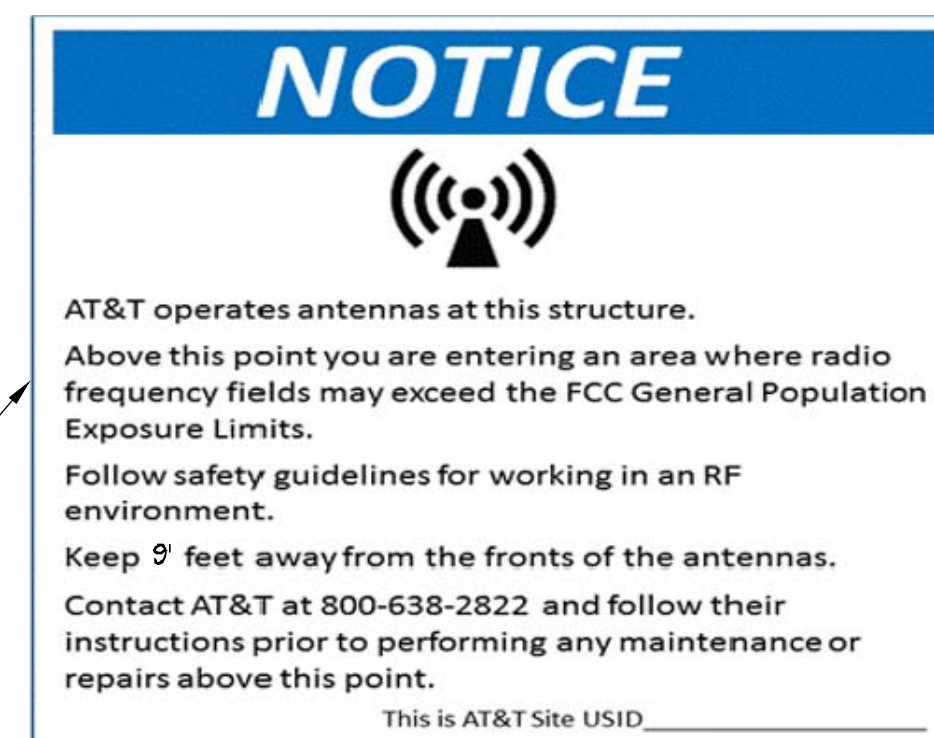 NOTICE
AT&T operates antennas at this structure.
Above this point you are entering an area where radio
frequency fields may exceed the FCC General Population
Exposure Limits.
Follow safety guidelines for working in an RF
environment.
Keep 9' feet away from the fronts of the antennas.
Contact AT&T at 800-638-2822 and follow their
instructions prior to performing any maintenance or
repairs above this point.
This is AT&T Site USID____________________